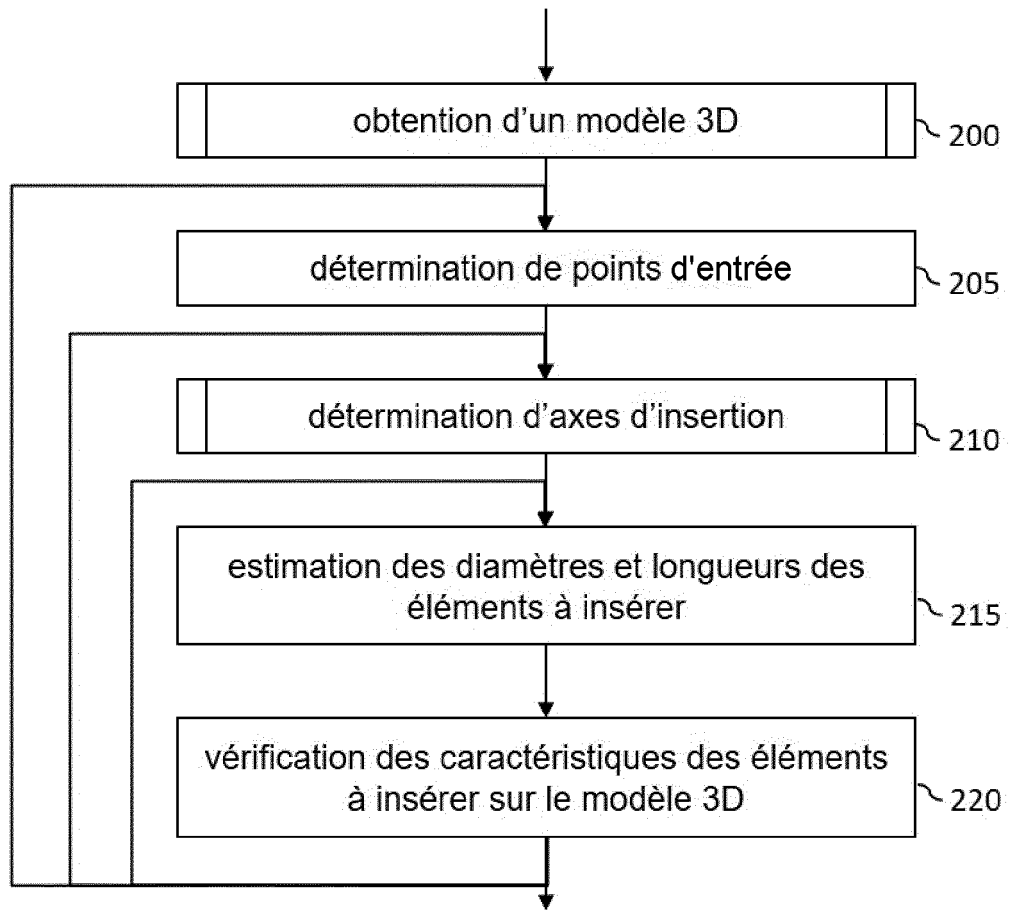 obtention d’un modèle 3D
200
détermination de points d'entrée
205
détermination d’axes d’insertion
210
estimation des diamètres et longueurs des
éléments à insérer
215
vérification des caractéristiques des éléments
à insérer sur le modèle 3D
220